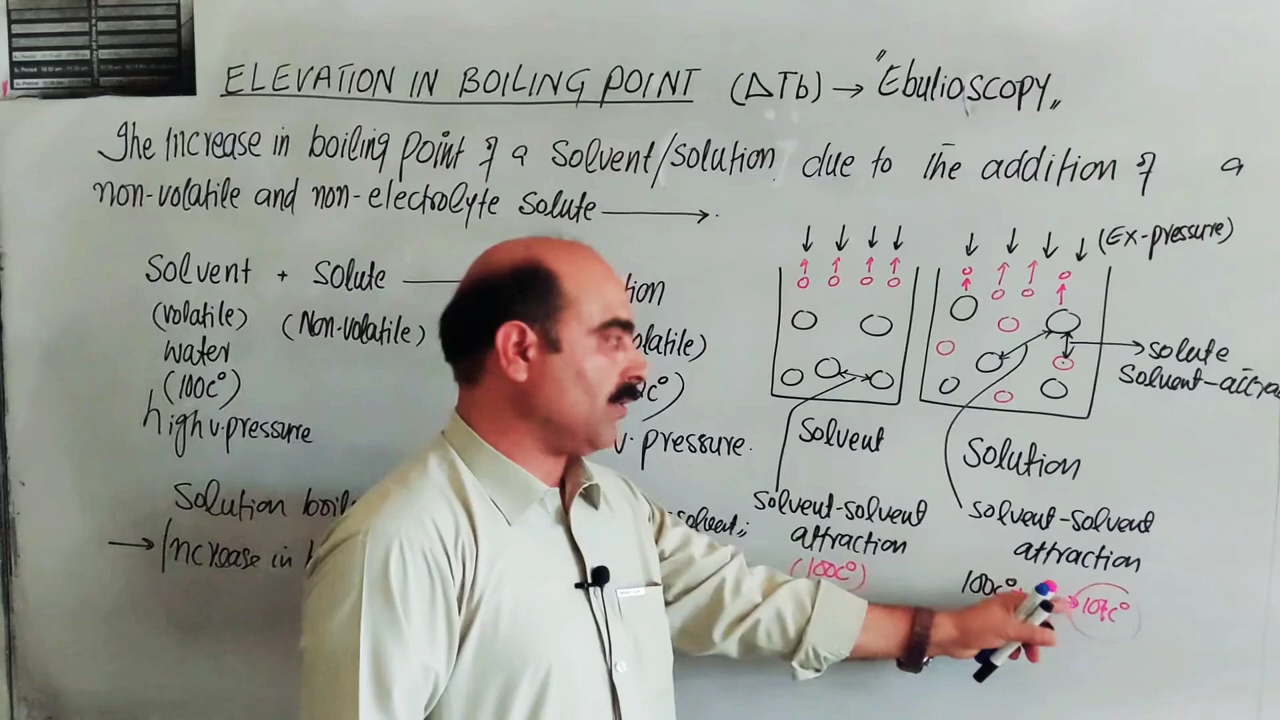 ELEVATION IN BOILING POINT (ΔTb) → "Ebulioscopy"
The Increase in boiling point of a solvent/solution due to the addition of a
non-volatile and non-electrolyte solute →
Solvent + Solute
(volatile) (Non-volatile)
water
(100c°)
high v.pressure
v. pressure.
Solution
→ Increase in
-solvent;;
(Ex-pressure)
→ solute
Solvent-attra
Solvent
Solution
Solvent-solvent
attraction
(100c°)
solvent-solvent
attraction
100c°